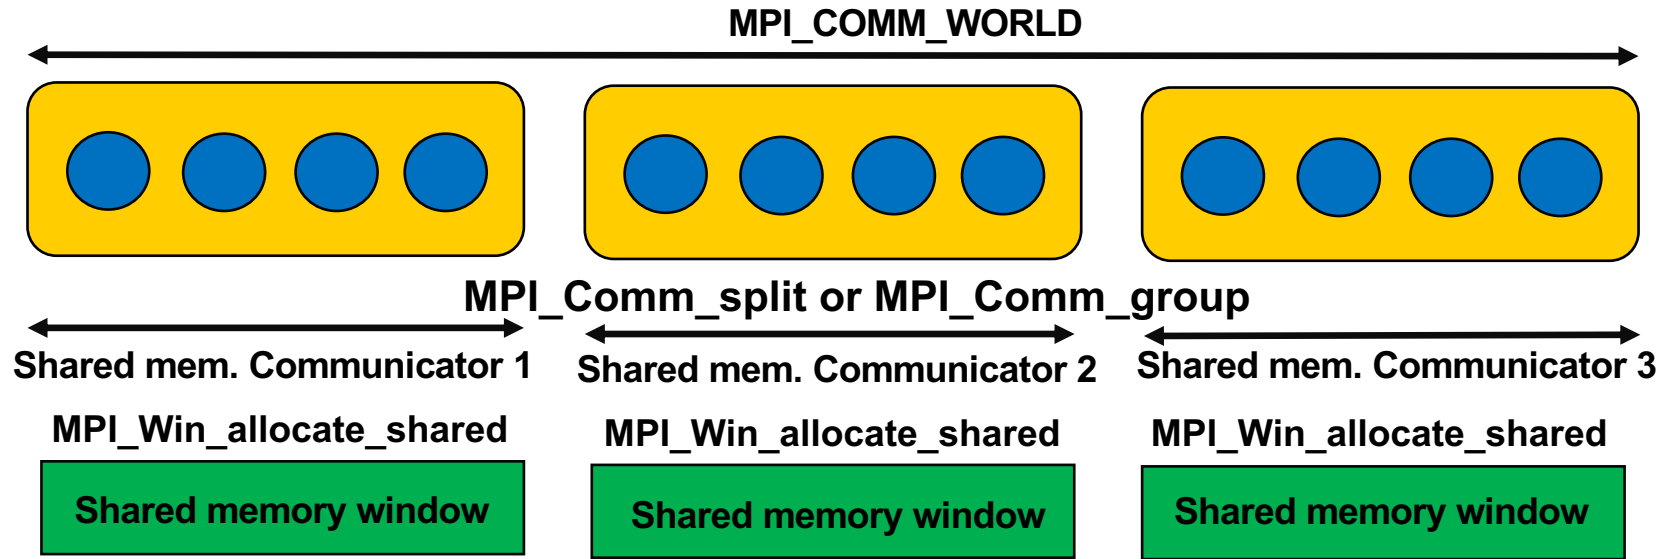 MPI_COMM_WORLD
MPI_Comm_split or MPI_Comm_group
Shared mem. Communicator 1
Shared mem. Communicator 2
Shared mem. Communicator 3
MPI_Win_allocate_shared
MPI_Win_allocate_shared
MPI_Win_allocate_shared
Shared memory window
Shared memory window
Shared memory window